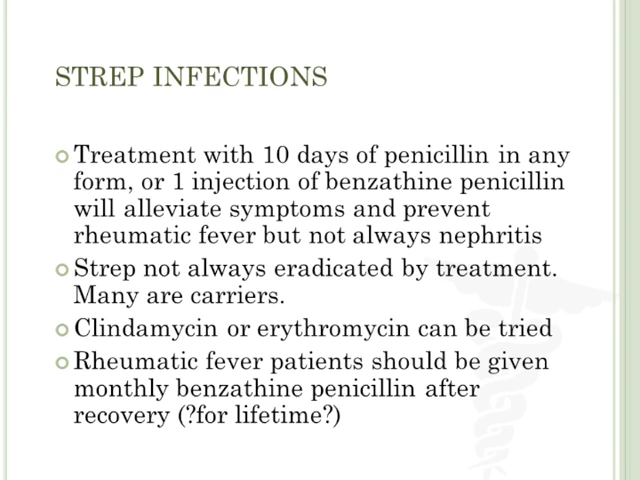 STREP INFECTIONS
Treatment with 10 days of penicillin in any
form, or 1 injection of benzathine penicillin
will alleviate symptoms and prevent
rheumatic fever but not always nephritis
Strep not always eradicated by treatment.
Many are carriers.
Clindamycin or erythromycin can be tried
Rheumatic fever patients should be given
monthly benzathine penicillin after
recovery (?for lifetime?)